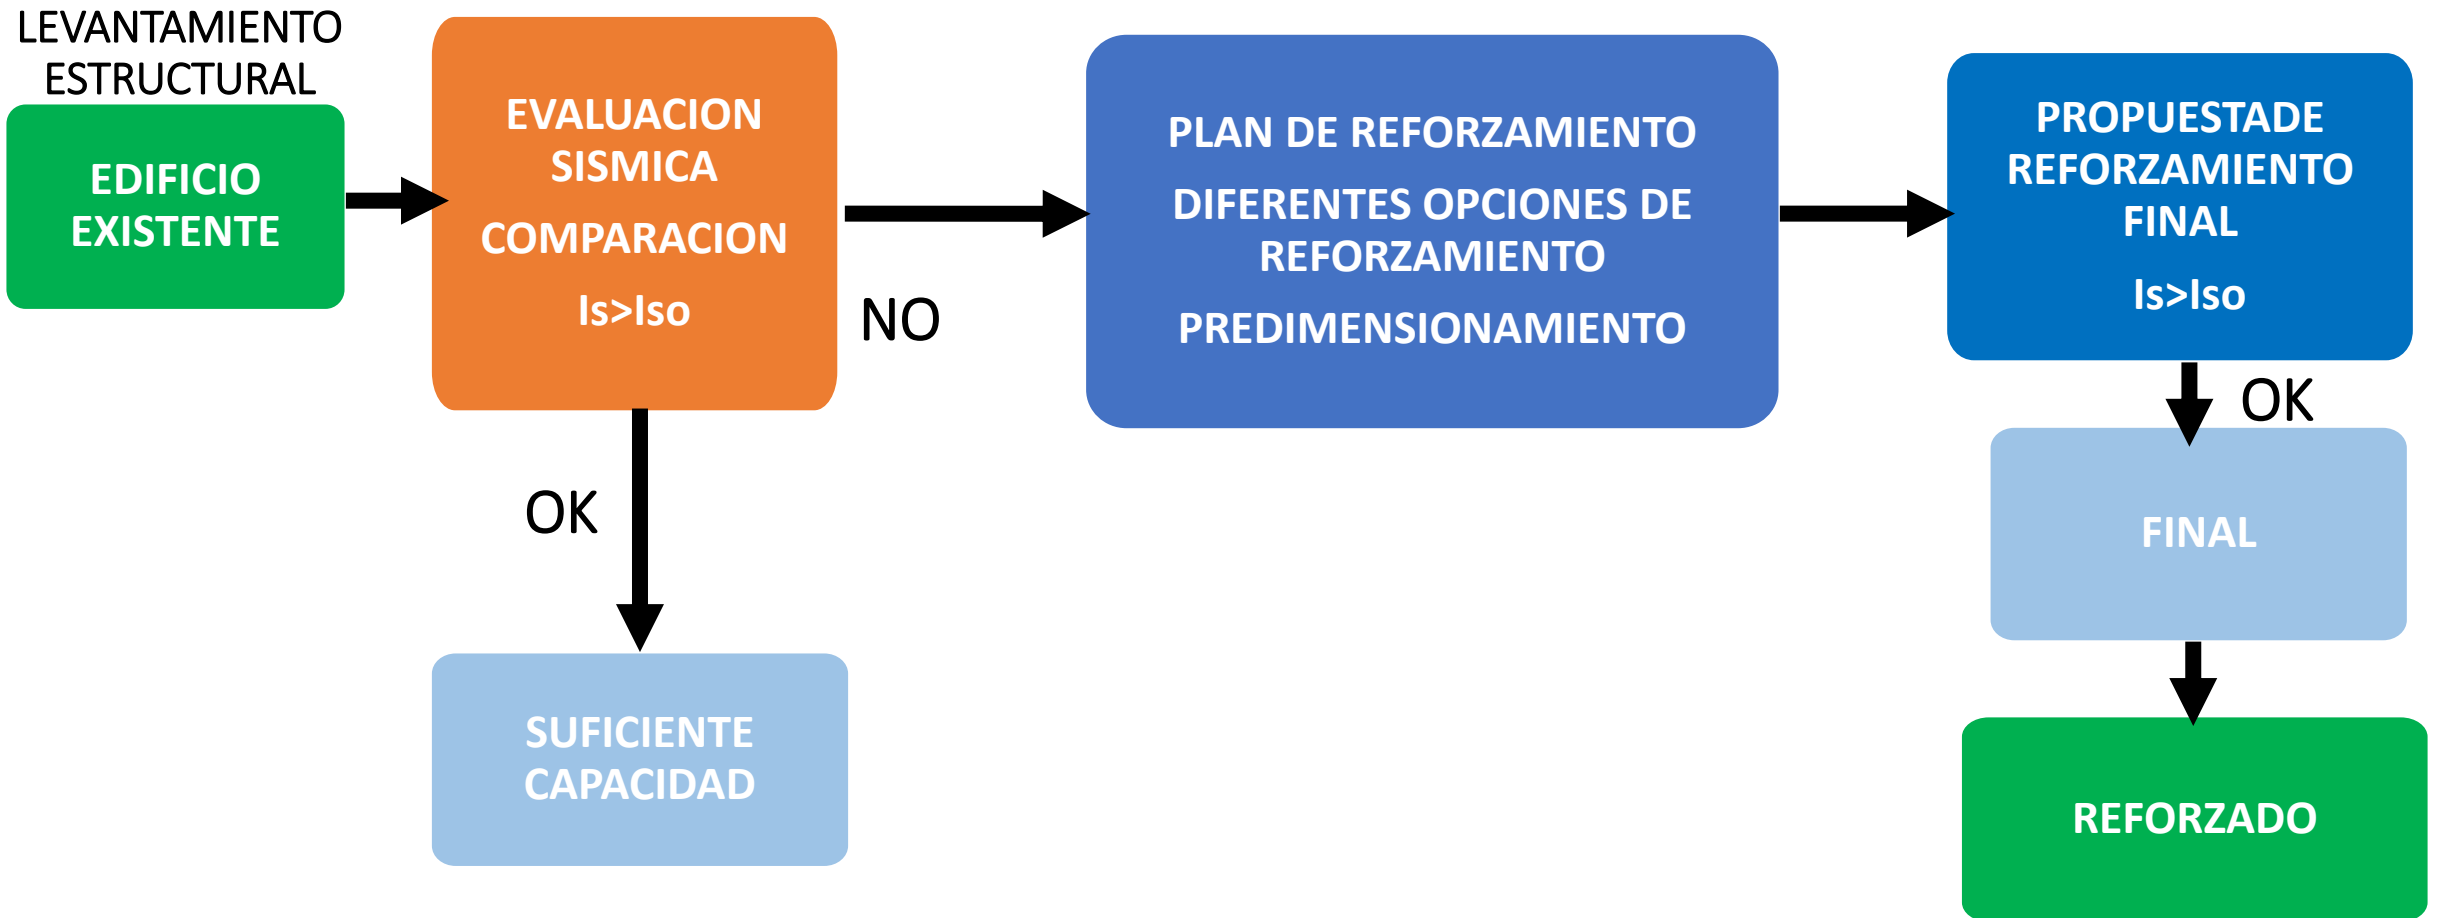 LEVANTAMIENTO
ESTRUCTURAL
EDIFICIO
EXISTENTE
EVALUACION
SISMICA
COMPARACION
Is>Iso
NO
OK
SUFICIENTE
CAPACIDAD
PLAN DE REFORZAMIENTO
DIFERENTES OPCIONES DE
REFORZAMIENTO
PREDIMENSIONAMIENTO
PROPUESTADE
REFORZAMIENTO
FINAL
Is>Iso
OK
FINAL
REFORZADO